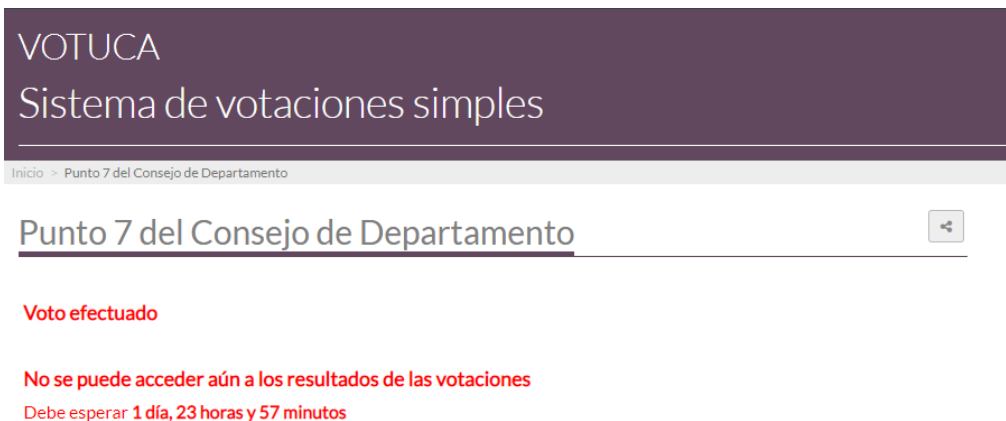 VOTUCA
Sistema de votaciones simples
Inicio > Punto 7 del Consejo de Departamento
Punto 7 del Consejo de Departamento
Voto efectuado
No se puede acceder aún a los resultados de las votaciones
Debe esperar 1 día, 23 horas y 57 minutos